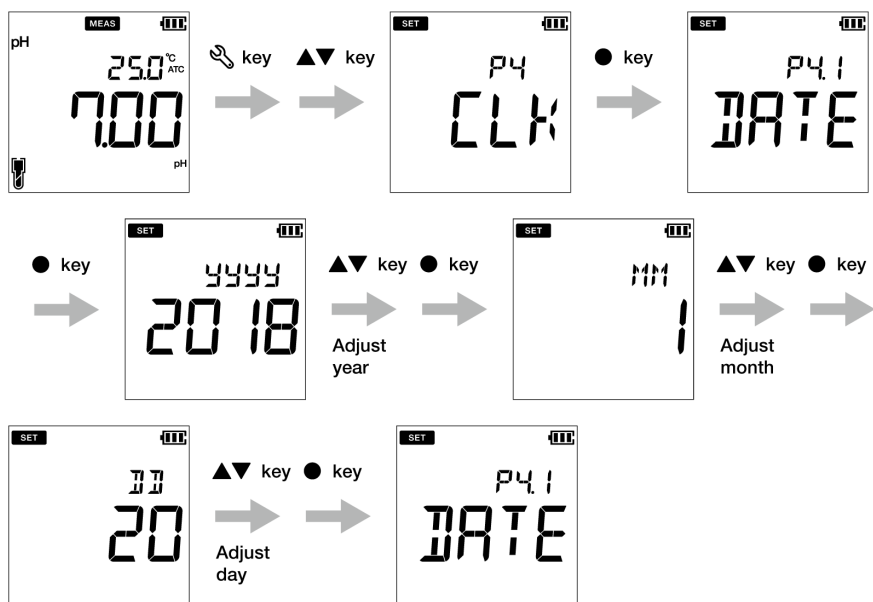 MEAS
pH
25.0 °C
ATC
7.00
pH
key
▲▼ key
SET
P4
CLK
● key
SET
P4.1
DATE
● key
SET
YYYY
2018
▲▼ key ● key
Adjust
year
SET
MM
1
▲▼ key ● key
Adjust
month
SET
DD
20
▲▼ key ● key
Adjust
day
SET
P4.1
DATE